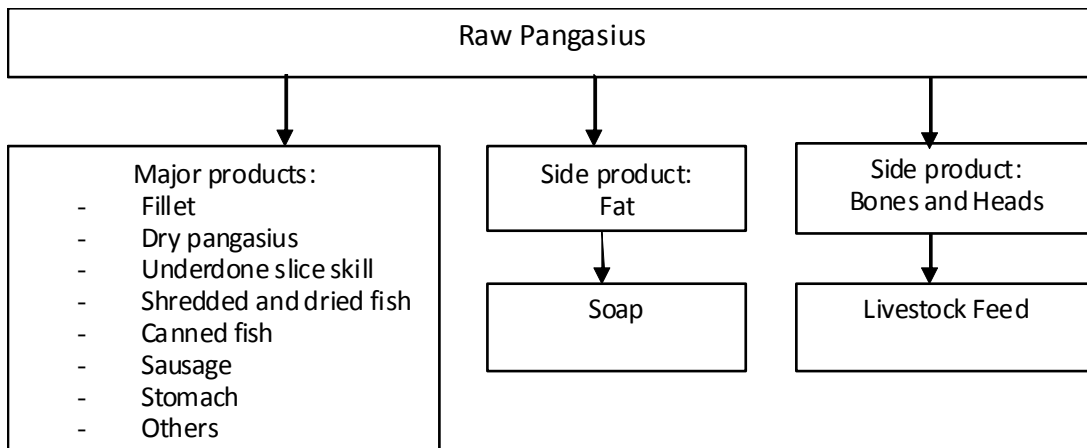 Raw Pangasius
Major products:
- Fillet
- Dry pangasius
- Underdone slice skill
- Shredded and dried fish
- Canned fish
- Sausage
- Stomach
- Others
Side product:
Fat
Soap
Side product:
Bones and Heads
Livestock Feed